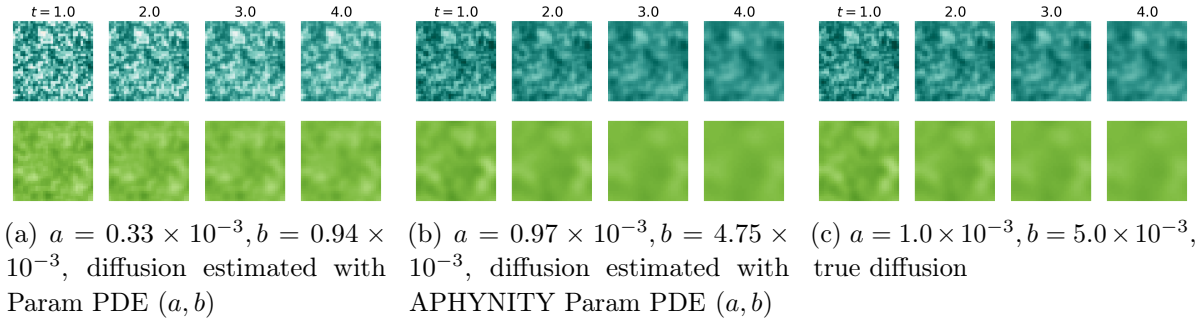 t = 1.0 2.0 3.0 4.0 t = 1.0 2.0 3.0 4.0 t = 1.0 2.0 3.0 4.0
(a) a = 0.33 × 10⁻³, b = 0.94 ×
10⁻³, diffusion estimated with
Param PDE (a, b)
(b) a = 0.97 × 10⁻³, b = 4.75 ×
10⁻³, diffusion estimated with
APHYNITY Param PDE (a, b)
(c) a = 1.0 × 10⁻³, b = 5.0 × 10⁻³,
true diffusion